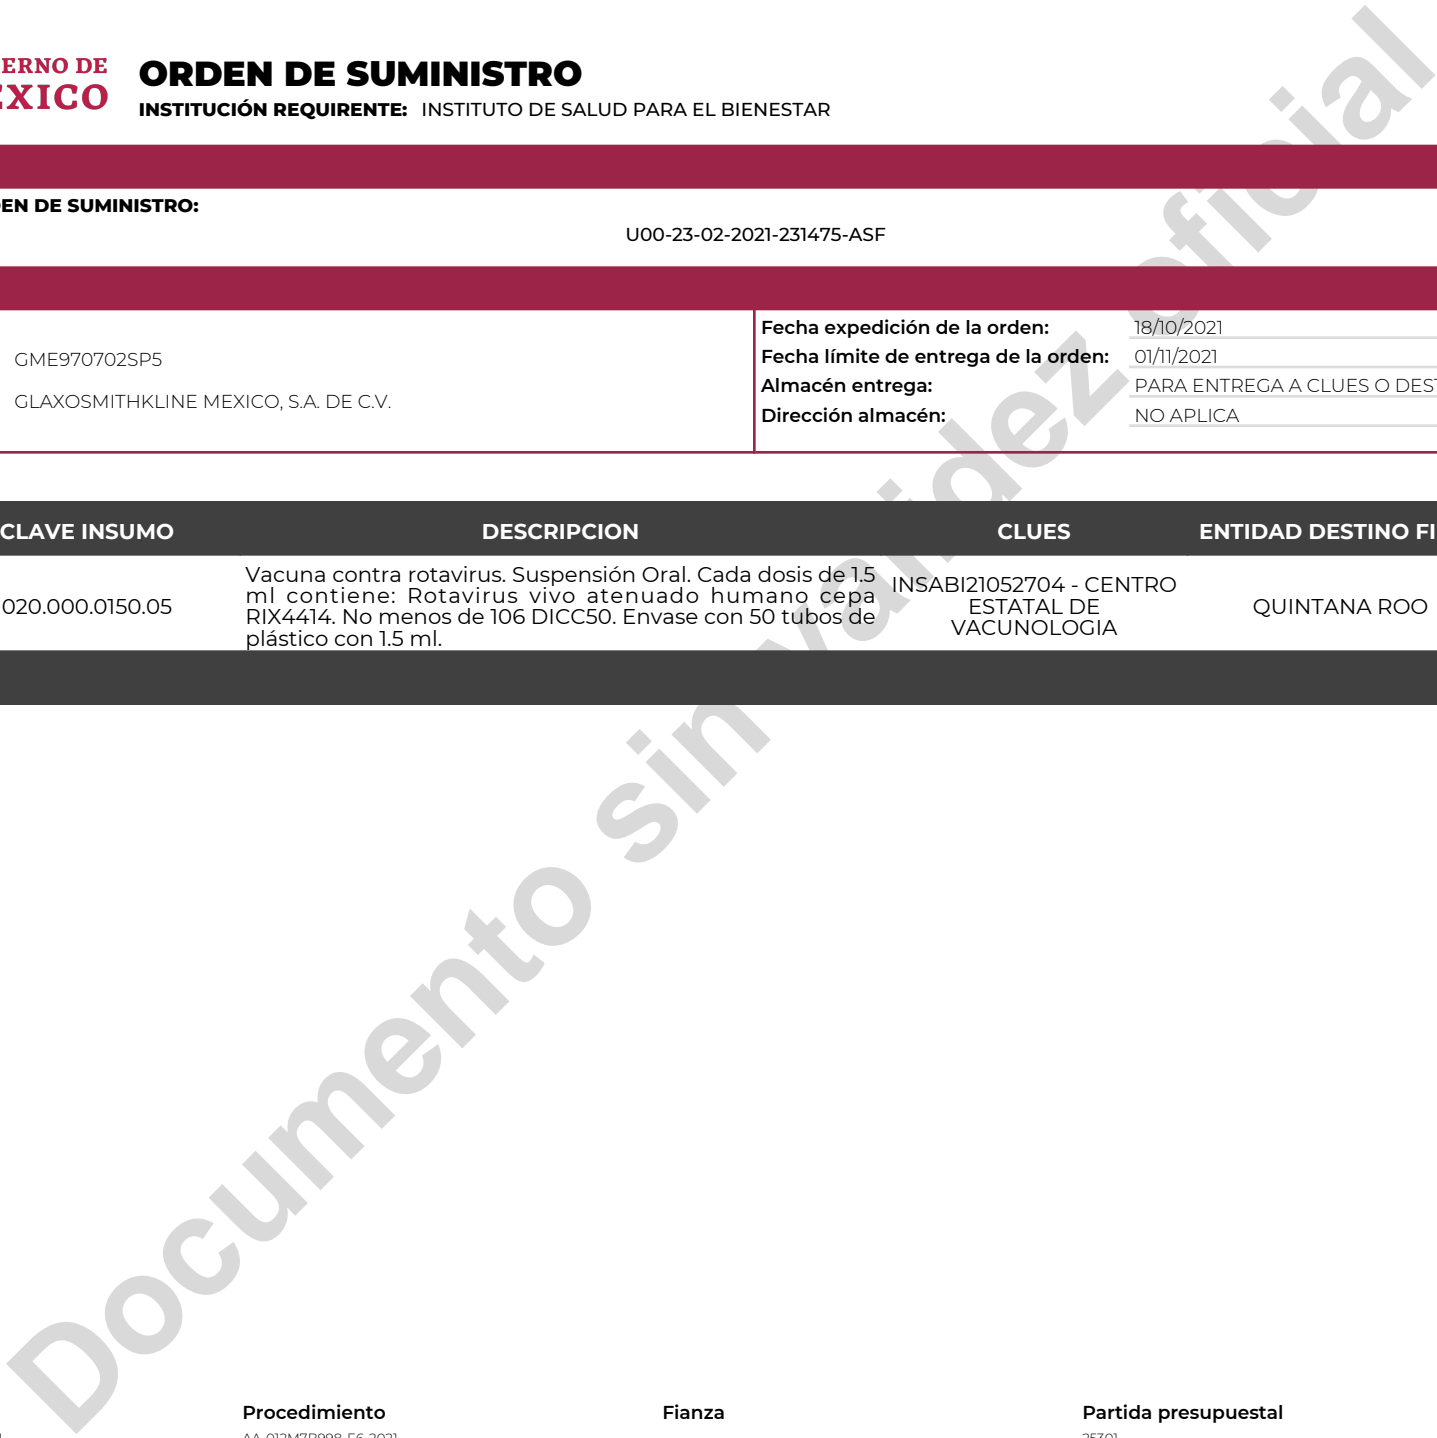 ERNO DE
ORDEN DE SUMINISTRO
INSTITUCIÓN REQUIRENTE: INSTITUTO DE SALUD PARA EL BIENESTAR
EN DE SUMINISTRO:
U00-23-02-2021-231475-ASF
GME970702SP5
GLAXOSMITHKLINE MEXICO, S.A. DE C.V.
Fecha expedición de la orden: 18/10/2021
Fecha límite de entrega de la orden: 01/11/2021
Almacén entrega: PARA ENTREGA A CLUES O DEST
Dirección almacén: NO APLICA
CLAVE INSUMO DESCRIPCION CLUES ENTIDAD DESTINO FI
020.000.0150.05
Vacuna contra rotavirus. Suspensión Oral. Cada dosis de 1.5
ml contiene: Rotavirus vivo atenuado humano cepa
RIX4414. No menos de 106 DICC50. Envase con 50 tubos de
plástico con 1.5 ml.
INSABI21052704 - CENTRO
ESTATAL DE
VACUNOLOGIA
QUINTANA ROO
Documento sin validez oficial
Procedimiento Fianza Partida presupuestal